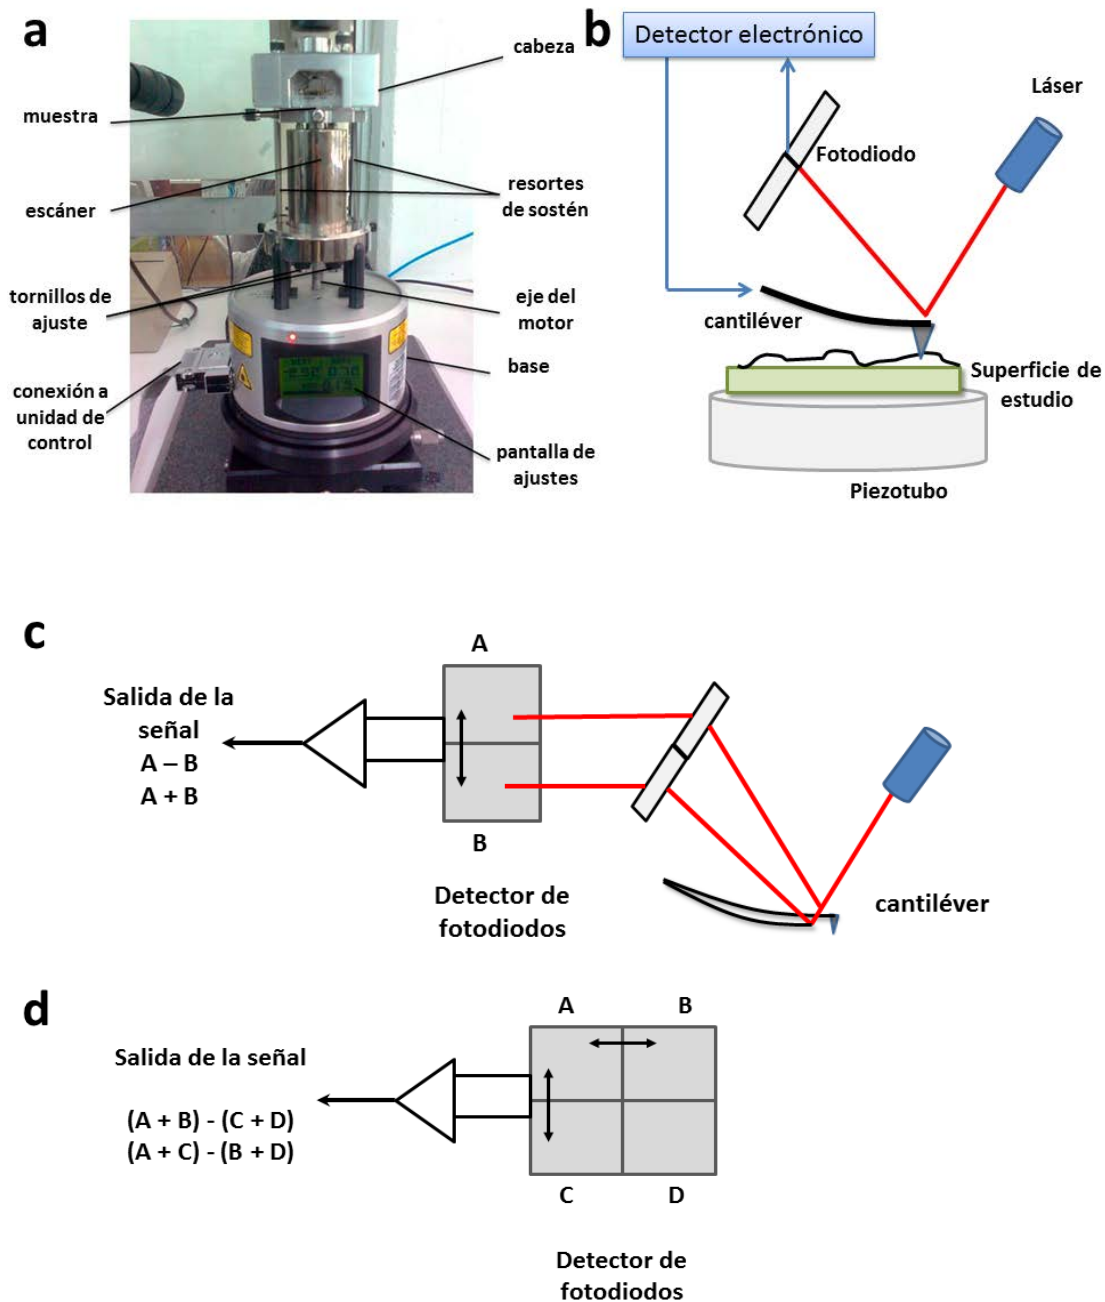 a
cabeza
muestra
escáner
resortes
de sostén
tornillos de
ajuste
eje del
motor
base
conexión a
unidad de
control
pantalla de
ajustes
b
Detector electrónico
Láser
Fotodiodo
cantiléver
Superficie de
estudio
Piezotubo
c
A
Salida de la
señal
A – B
A + B
B
Detector de
fotodiodos
cantiléver
d
A B
Salida de la señal
(A + B) - (C + D)
(A + C) - (B + D)
C D
Detector de
fotodiodos